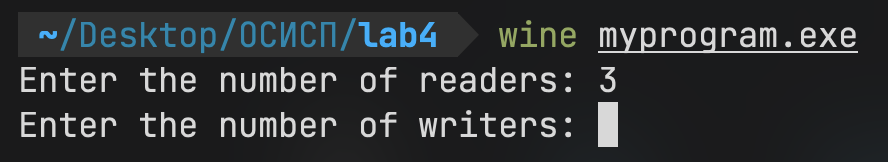 ~/Desktop/ОСИСП/lab4 wine myprogram.exe
Enter the number of readers: 3
Enter the number of writers: